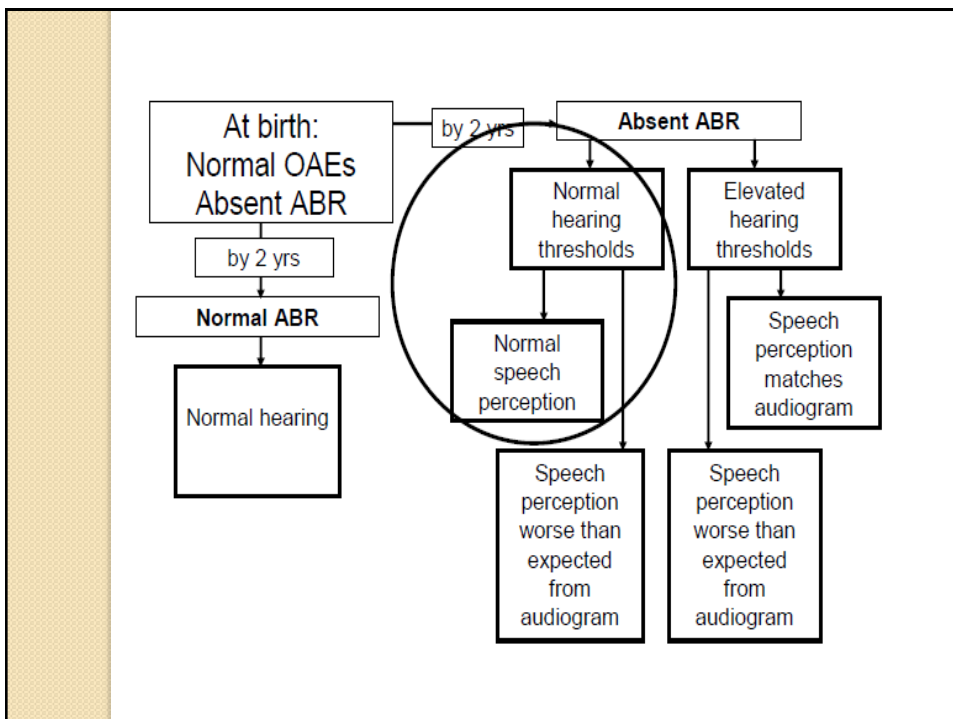 At birth:
Normal OAEs
Absent ABR
by 2 yrs
Absent ABR
by 2 yrs
Normal ABR
Normal hearing
Normal
hearing
thresholds
Elevated
hearing
thresholds
Normal
speech
perception
Speech
perception
matches
audiogram
Speech
perception
worse than
expected
from
audiogram
Speech
perception
worse than
expected
from
audiogram